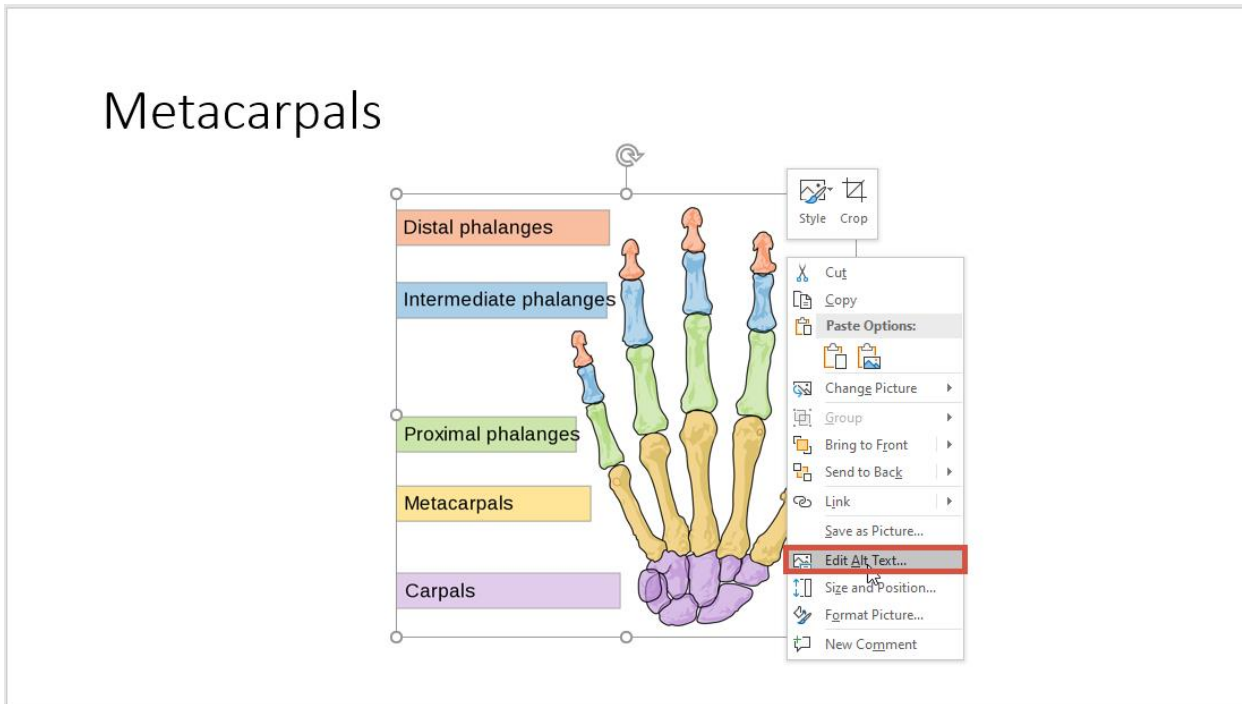 Metacarpals
Style Crop
Distal phalanges
Intermediate phalanges
Proximal phalanges
Metacarpals
Carpals
Cut
Copy
Paste Options:
Change Picture
Group
Bring to Front
Send to Back
Link
Save as Picture...
Edit Alt Text...
Size and Position...
Format Picture...
New Comment